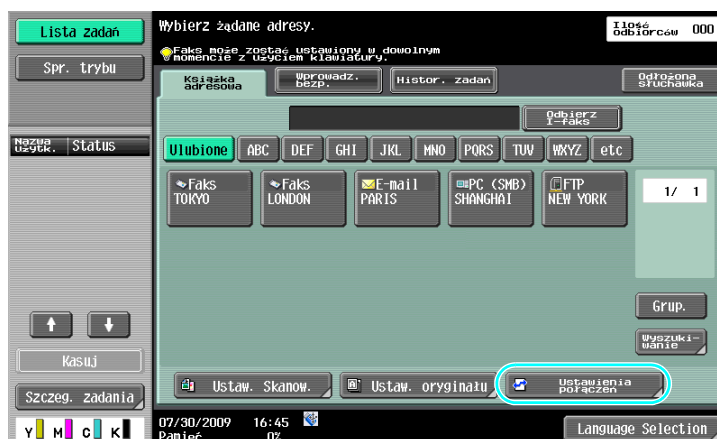 Lista zadań
Spr. trybu
Nazwa użytk.
Status
Kasuj
Szczeg. zadania
Y M C K
Wybierz żądane adresy.
Faks może zostać ustawiony w dowolnym
momencie z użyciem klawiatury.
Ilość
odbiorców
000
Książka
adresowa
Wprowadz.
bezp.
Histor. zadań
Odłożona
słuchawka
Odbierz
I-faks
Ulubione
ABC
DEF
GHI
JKL
MNO
PQRS
TUV
WXYZ
etc
Faks
TOKYO
Faks
LONDON
E-mail
PARIS
PC (SMB)
SHANGHAI
FTP
NEW YORK
1/ 1
Grup.
Wyszuki-
wanie
Ustaw. Skanow.
Ustaw. oryginału
Ustawienia
połączeń
07/30/2009 16:45
Pamięć 0%
Language Selection